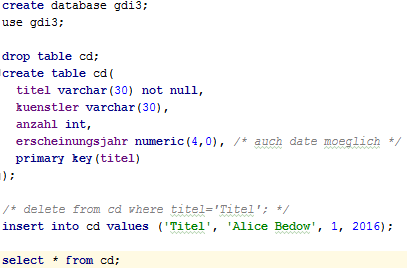 create database gdi3;
use gdi3;
drop table cd;
create table cd(
titel varchar(30) not null,
kuenstler varchar(30),
anzahl int,
erscheinungsjahr numeric(4,0), /* auch date moeglich */
primary key(titel)
);
/* delete from cd where titel='Titel'; */
insert into cd values ('Titel', 'Alice Bedow', 1, 2016);
select * from cd;